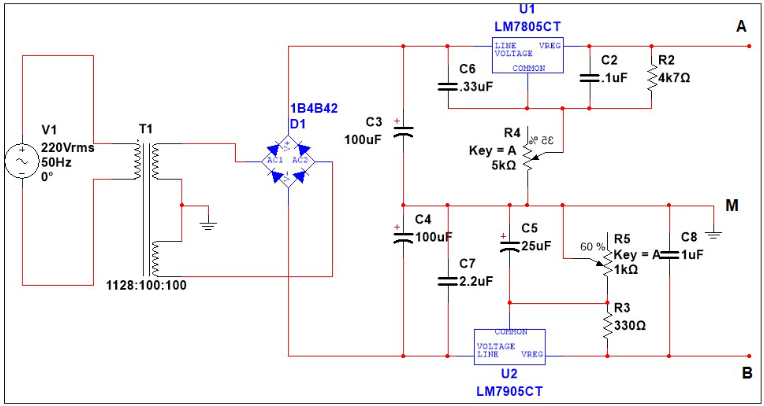 U1
LM7805CT
A
LINE VREG
VOLTAGE
COMMON
C6
.33uF
C2
.1uF
R2
4k7Ω
V1
220Vrms
50Hz
0°
T1
1128:100:100
1B4B42
D1
V+
AC1 AC2
V-
C3
100uF
R4
35 %
Key = A
5kΩ
M
C4
100uF
C5
25uF
C7
2.2uF
60 %
R5
Key = A
1kΩ
C8
1uF
R3
330Ω
COMMON
VOLTAGE
LINE VREG
U2
LM7905CT
B